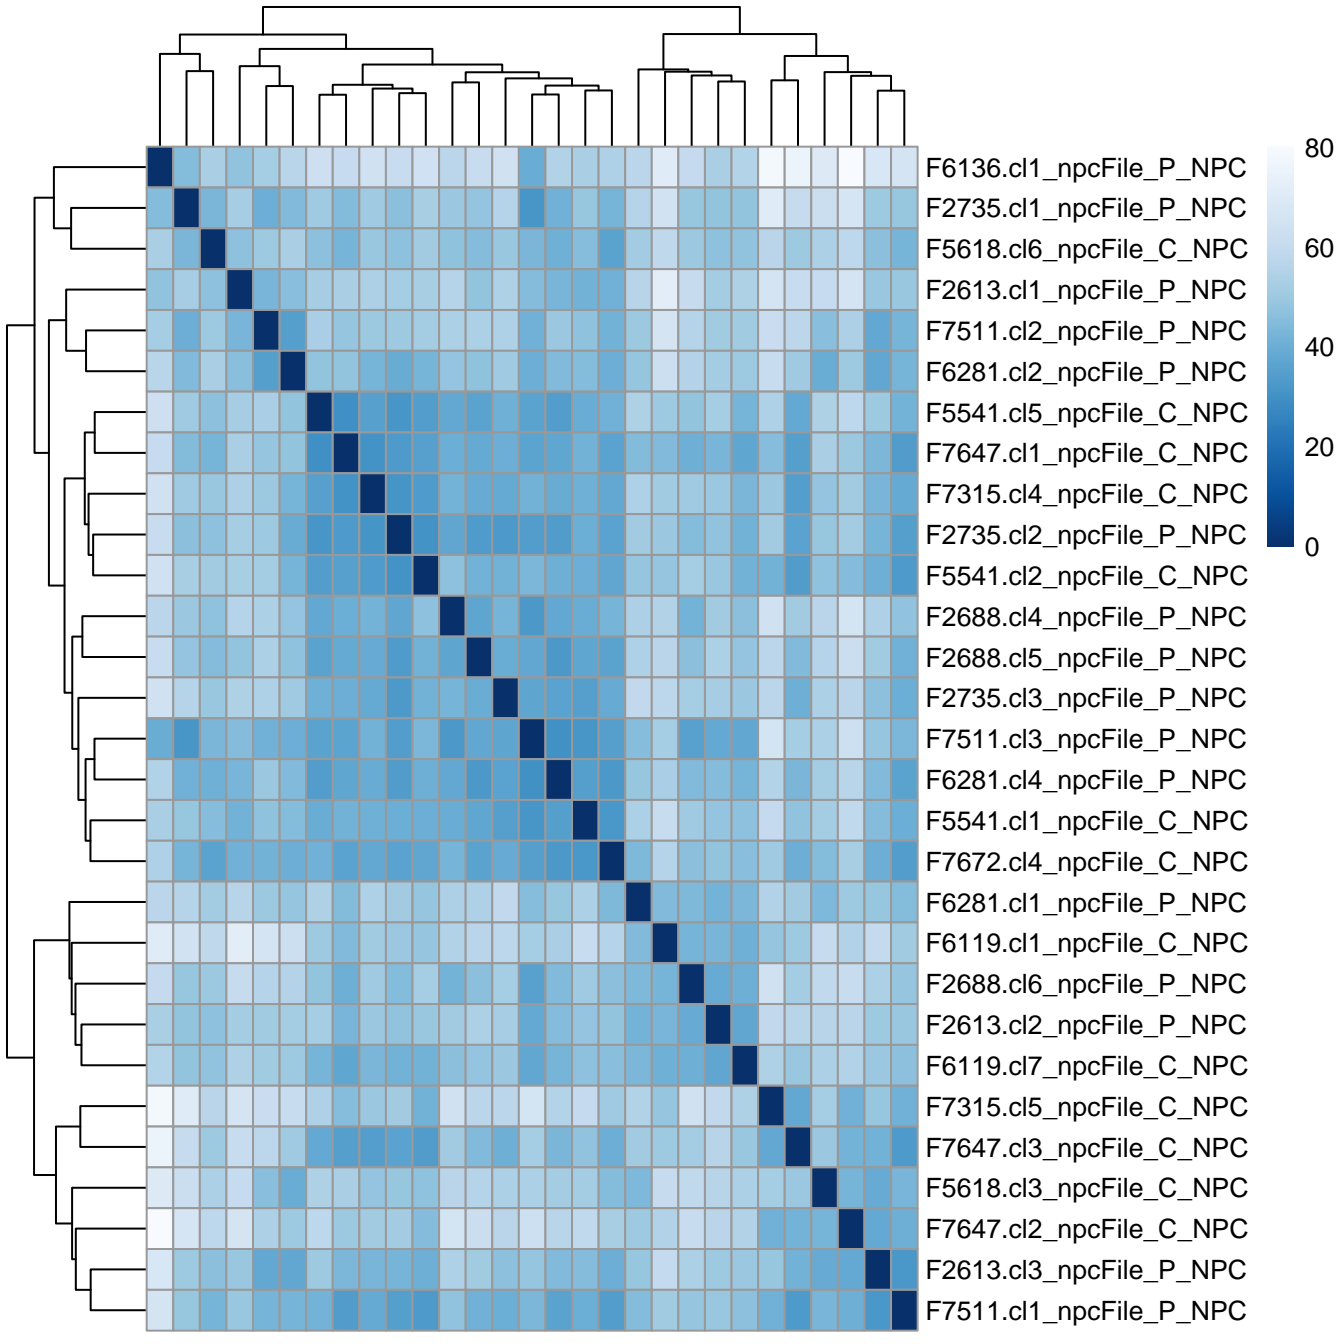 80
60
40
20
0
F6136.cl1_npcFile_P_NPC
F2735.cl1_npcFile_P_NPC
F5618.cl6_npcFile_C_NPC
F2613.cl1_npcFile_P_NPC
F7511.cl2_npcFile_P_NPC
F6281.cl2_npcFile_P_NPC
F5541.cl5_npcFile_C_NPC
F7647.cl1_npcFile_C_NPC
F7315.cl4_npcFile_C_NPC
F2735.cl2_npcFile_P_NPC
F5541.cl2_npcFile_C_NPC
F2688.cl4_npcFile_P_NPC
F2688.cl5_npcFile_P_NPC
F2735.cl3_npcFile_P_NPC
F7511.cl3_npcFile_P_NPC
F6281.cl4_npcFile_P_NPC
F5541.cl1_npcFile_C_NPC
F7672.cl4_npcFile_C_NPC
F6281.cl1_npcFile_P_NPC
F6119.cl1_npcFile_C_NPC
F2688.cl6_npcFile_P_NPC
F2613.cl2_npcFile_P_NPC
F6119.cl7_npcFile_C_NPC
F7315.cl5_npcFile_C_NPC
F7647.cl3_npcFile_C_NPC
F5618.cl3_npcFile_C_NPC
F7647.cl2_npcFile_C_NPC
F2613.cl3_npcFile_P_NPC
F7511.cl1_npcFile_P_NPC